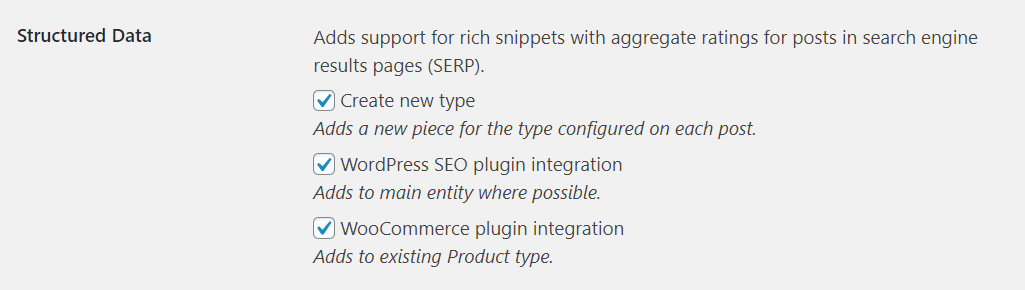 Structured Data
Adds support for rich snippets with aggregate ratings for posts in search engine
results pages (SERP).
Create new type
Adds a new piece for the type configured on each post.
WordPress SEO plugin integration
Adds to main entity where possible.
WooCommerce plugin integration
Adds to existing Product type.